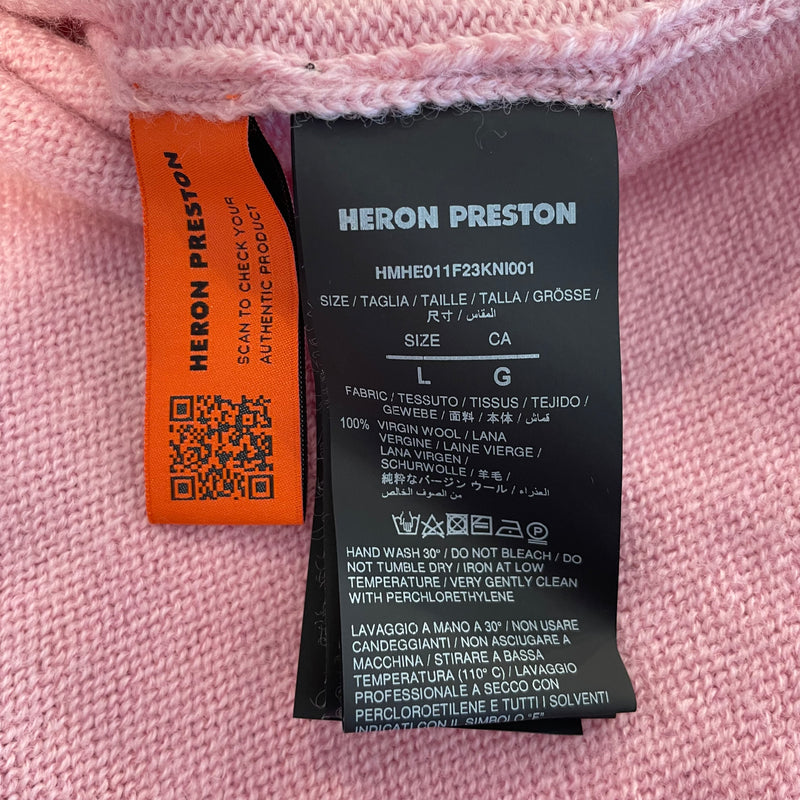 HERON PRESTON
SCAN TO CHECK YOUR
AUTHENTIC PRODUCT
HERON PRESTON
HMHE011F23KNI001
SIZE / TAGLIA / TAILLE / TALLA / GRÖSSE /
尺寸 / المقاس
SIZE CA
L G
FABRIC / TESSUTO / TISSUS / TEJIDO /
GEWEBE / 面料 / 本体 / قماش
100% VIRGIN WOOL / LANA
VERGINE / LAINE VIERGE /
LANA VIRGEN /
SCHURWOLLE / 羊毛 /
純粋なバージン ウール / العذراء
من الصوف الخالص
HAND WASH 30° / DO NOT BLEACH / DO
NOT TUMBLE DRY / IRON AT LOW
TEMPERATURE / VERY GENTLY CLEAN
WITH PERCHLORETHYLENE
LAVAGGIO A MANO A 30° / NON USARE
CANDEGGIANTI / NON ASCIUGARE A
MACCHINA / STIRARE A BASSA
TEMPERATURA (110° C) / LAVAGGIO
PROFESSIONALE A SECCO CON
PERCLOROETILENE E TUTTI I SOLVENTI
INDICATI CON IL SIMBOLO "F"